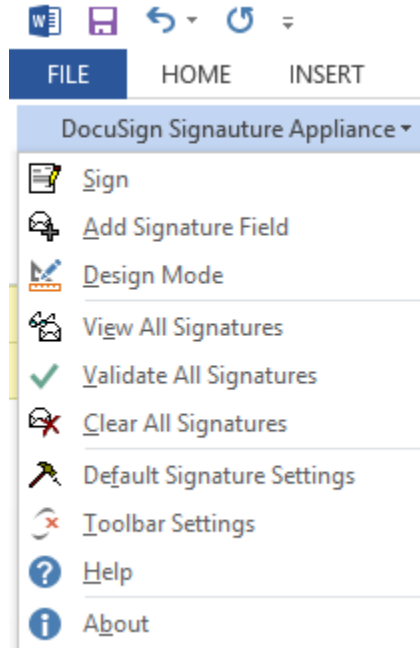 FILE HOME INSERT
DocuSign Signauture Appliance
Sign
Add Signature Field
Design Mode
View All Signatures
Validate All Signatures
Clear All Signatures
Default Signature Settings
Toolbar Settings
Help
About